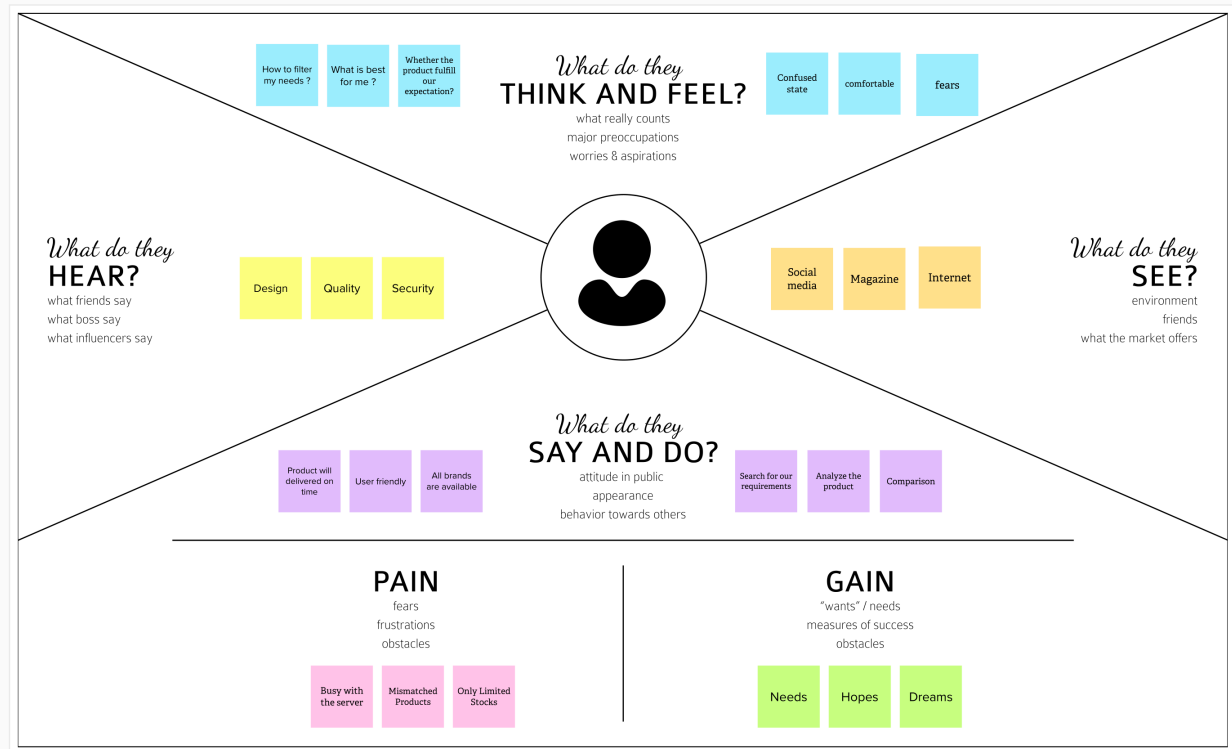 How to filter
my needs ?
What is best
for me ?
Whether the
product fulfill
our
expectation?
What do they
THINK AND FEEL?
what really counts
major preoccupations
worries & aspirations
Confused
state
comfortable
fears
What do they
HEAR?
what friends say
what boss say
what influencers say
Design
Quality
Security
Social
media
Magazine
Internet
What do they
SEE?
environment
friends
what the market offers
Product will
delivered on
time
User friendly
All brands
are available
What do they
SAY AND DO?
attitude in public
appearance
behavior towards others
Search for our
requirements
Analyze the
product
Comparison
PAIN
fears
frustrations
obstacles
Busy with
the server
Mismatched
Products
Only Limited
Stocks
GAIN
"wants" / needs
measures of success
obstacles
Needs
Hopes
Dreams